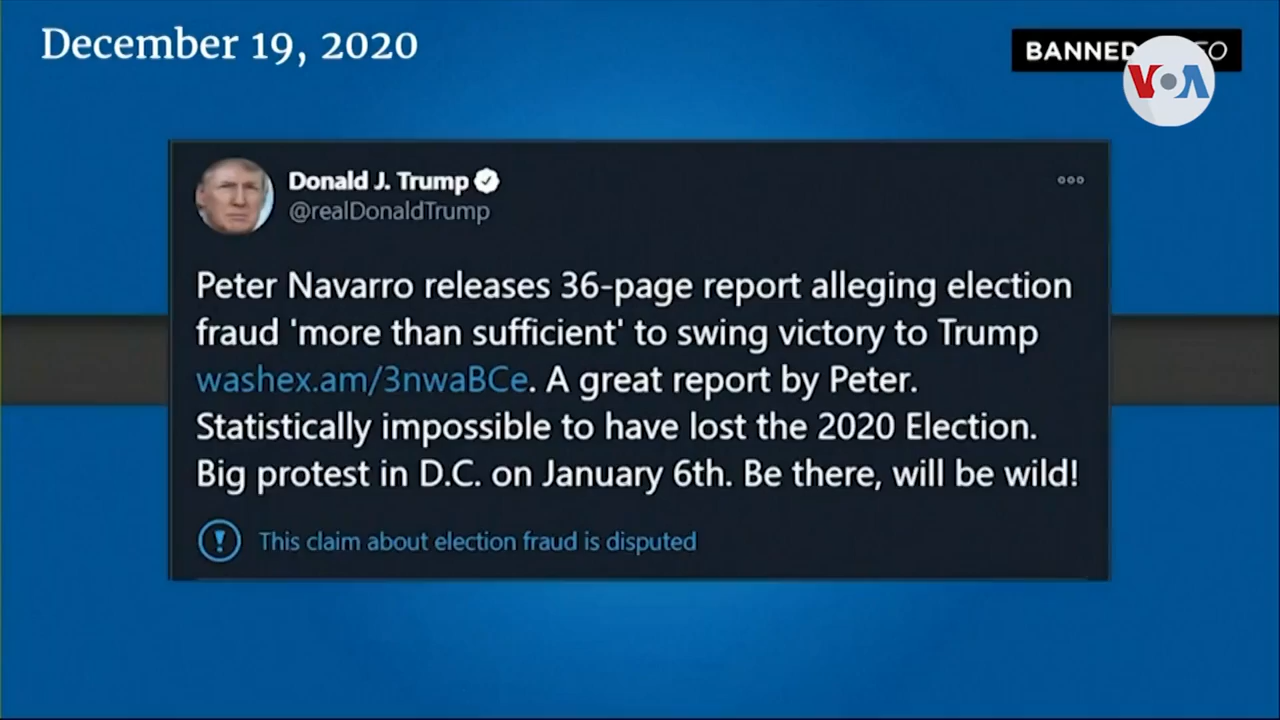 December 19, 2020
BANNED
VOA
Donald J. Trump
@realDonaldTrump
Peter Navarro releases 36-page report alleging election
fraud 'more than sufficient' to swing victory to Trump
washex.am/3nwaBCe. A great report by Peter.
Statistically impossible to have lost the 2020 Election.
Big protest in D.C. on January 6th. Be there, will be wild!
This claim about election fraud is disputed